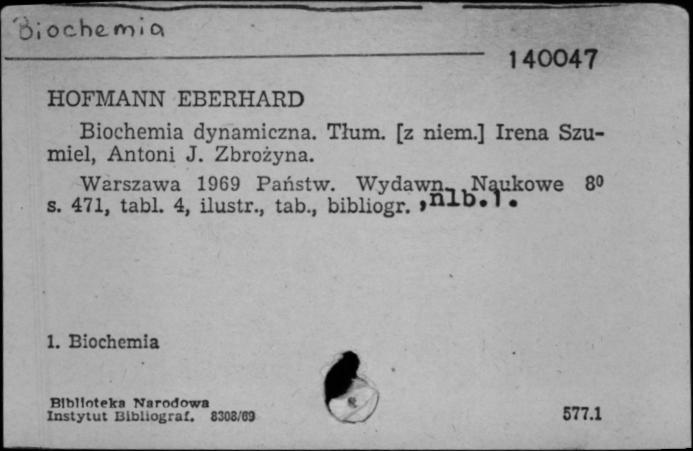 Biochemia
140047
HOFMANN EBERHARD
Biochemia dynamiczna. Tłum. [z niem.] Irena Szu-
miel, Antoni J. Zbrożyna.
Warszawa 1969 Państw. Wydawn. Naukowe 8⁰
s. 471, tabl. 4, ilustr., tab., bibliogr. , nlb. 1.
1. Biochemia
Biblioteka Narodowa
Instytut Bibliograf. 8308/69
577.1